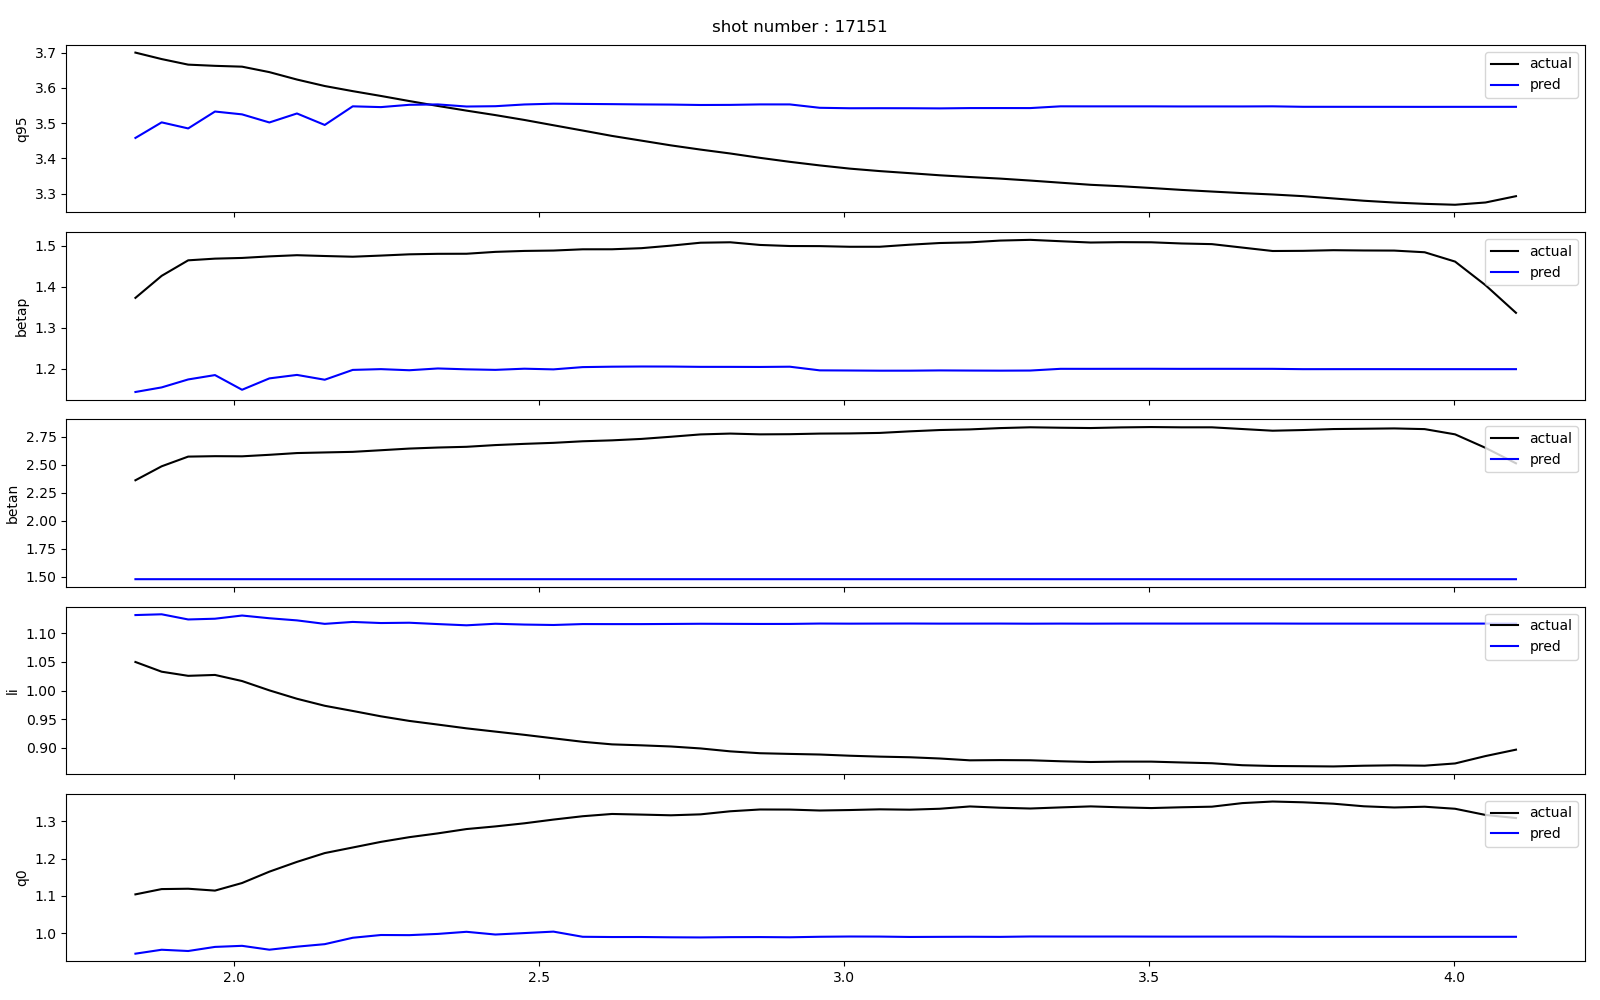 shot number : 17151
3.7
3.6
3.5
3.4
3.3
q95
actual
pred
1.5
1.4
1.3
1.2
betap
actual
pred
2.75
2.50
2.25
2.00
1.75
1.50
betan
actual
pred
1.10
1.05
1.00
0.95
0.90
li
actual
pred
1.3
1.2
1.1
1.0
q0
actual
pred
2.0 2.5 3.0 3.5 4.0